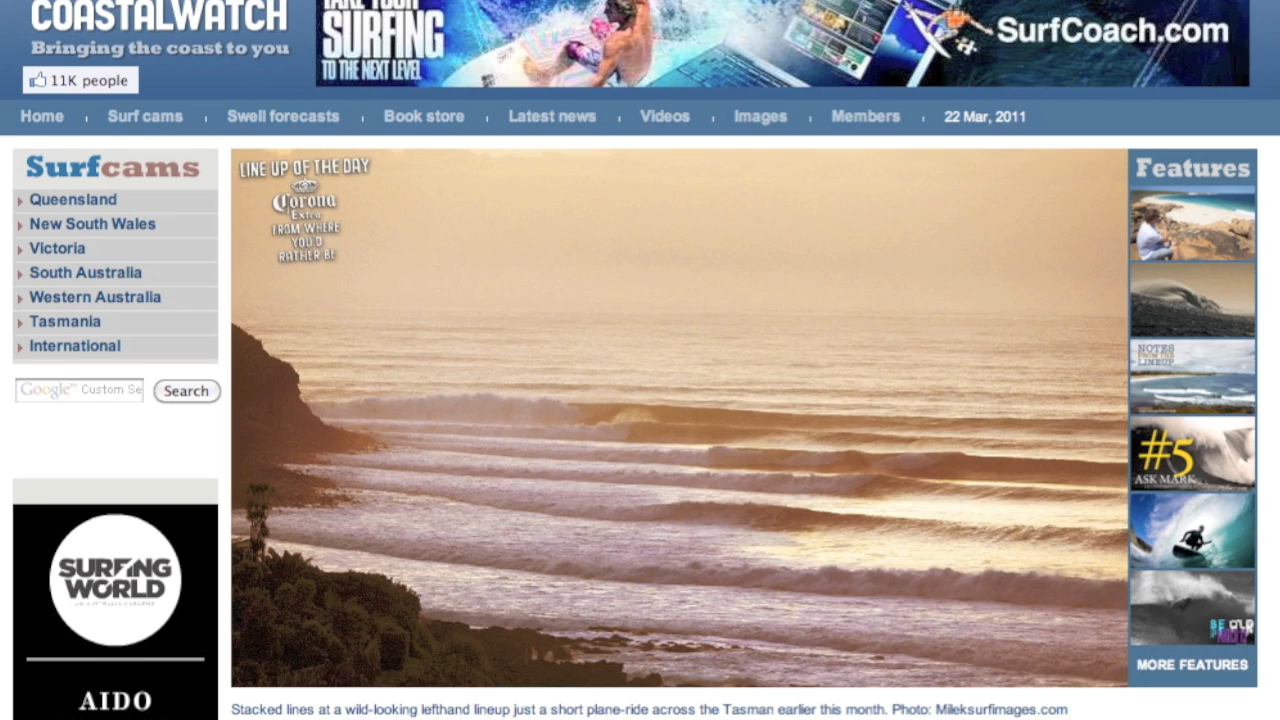 COASTALWATCH
Bringing the coast to you
11K people
TAKE YOUR
SURFING
TO THE NEXT LEVEL
SurfCoach.com
Home
Surf cams
Swell forecasts
Book store
Latest news
Videos
Images
Members
22 Mar, 2011
Surfcams
Queensland
New South Wales
Victoria
South Australia
Western Australia
Tasmania
International
Google™ Custom Se
Search
SURFING
WORLD
AIDO
LINE UP OF THE DAY
Corona
Extra
FROM WHERE
YOU'D
RATHER BE
Features
NOTES
FROM THE
LINEUP
#5
ASK MARK
MORE FEATURES
Stacked lines at a wild-looking lefthand lineup just a short plane-ride across the Tasman earlier this month. Photo: Mileksurfimages.com